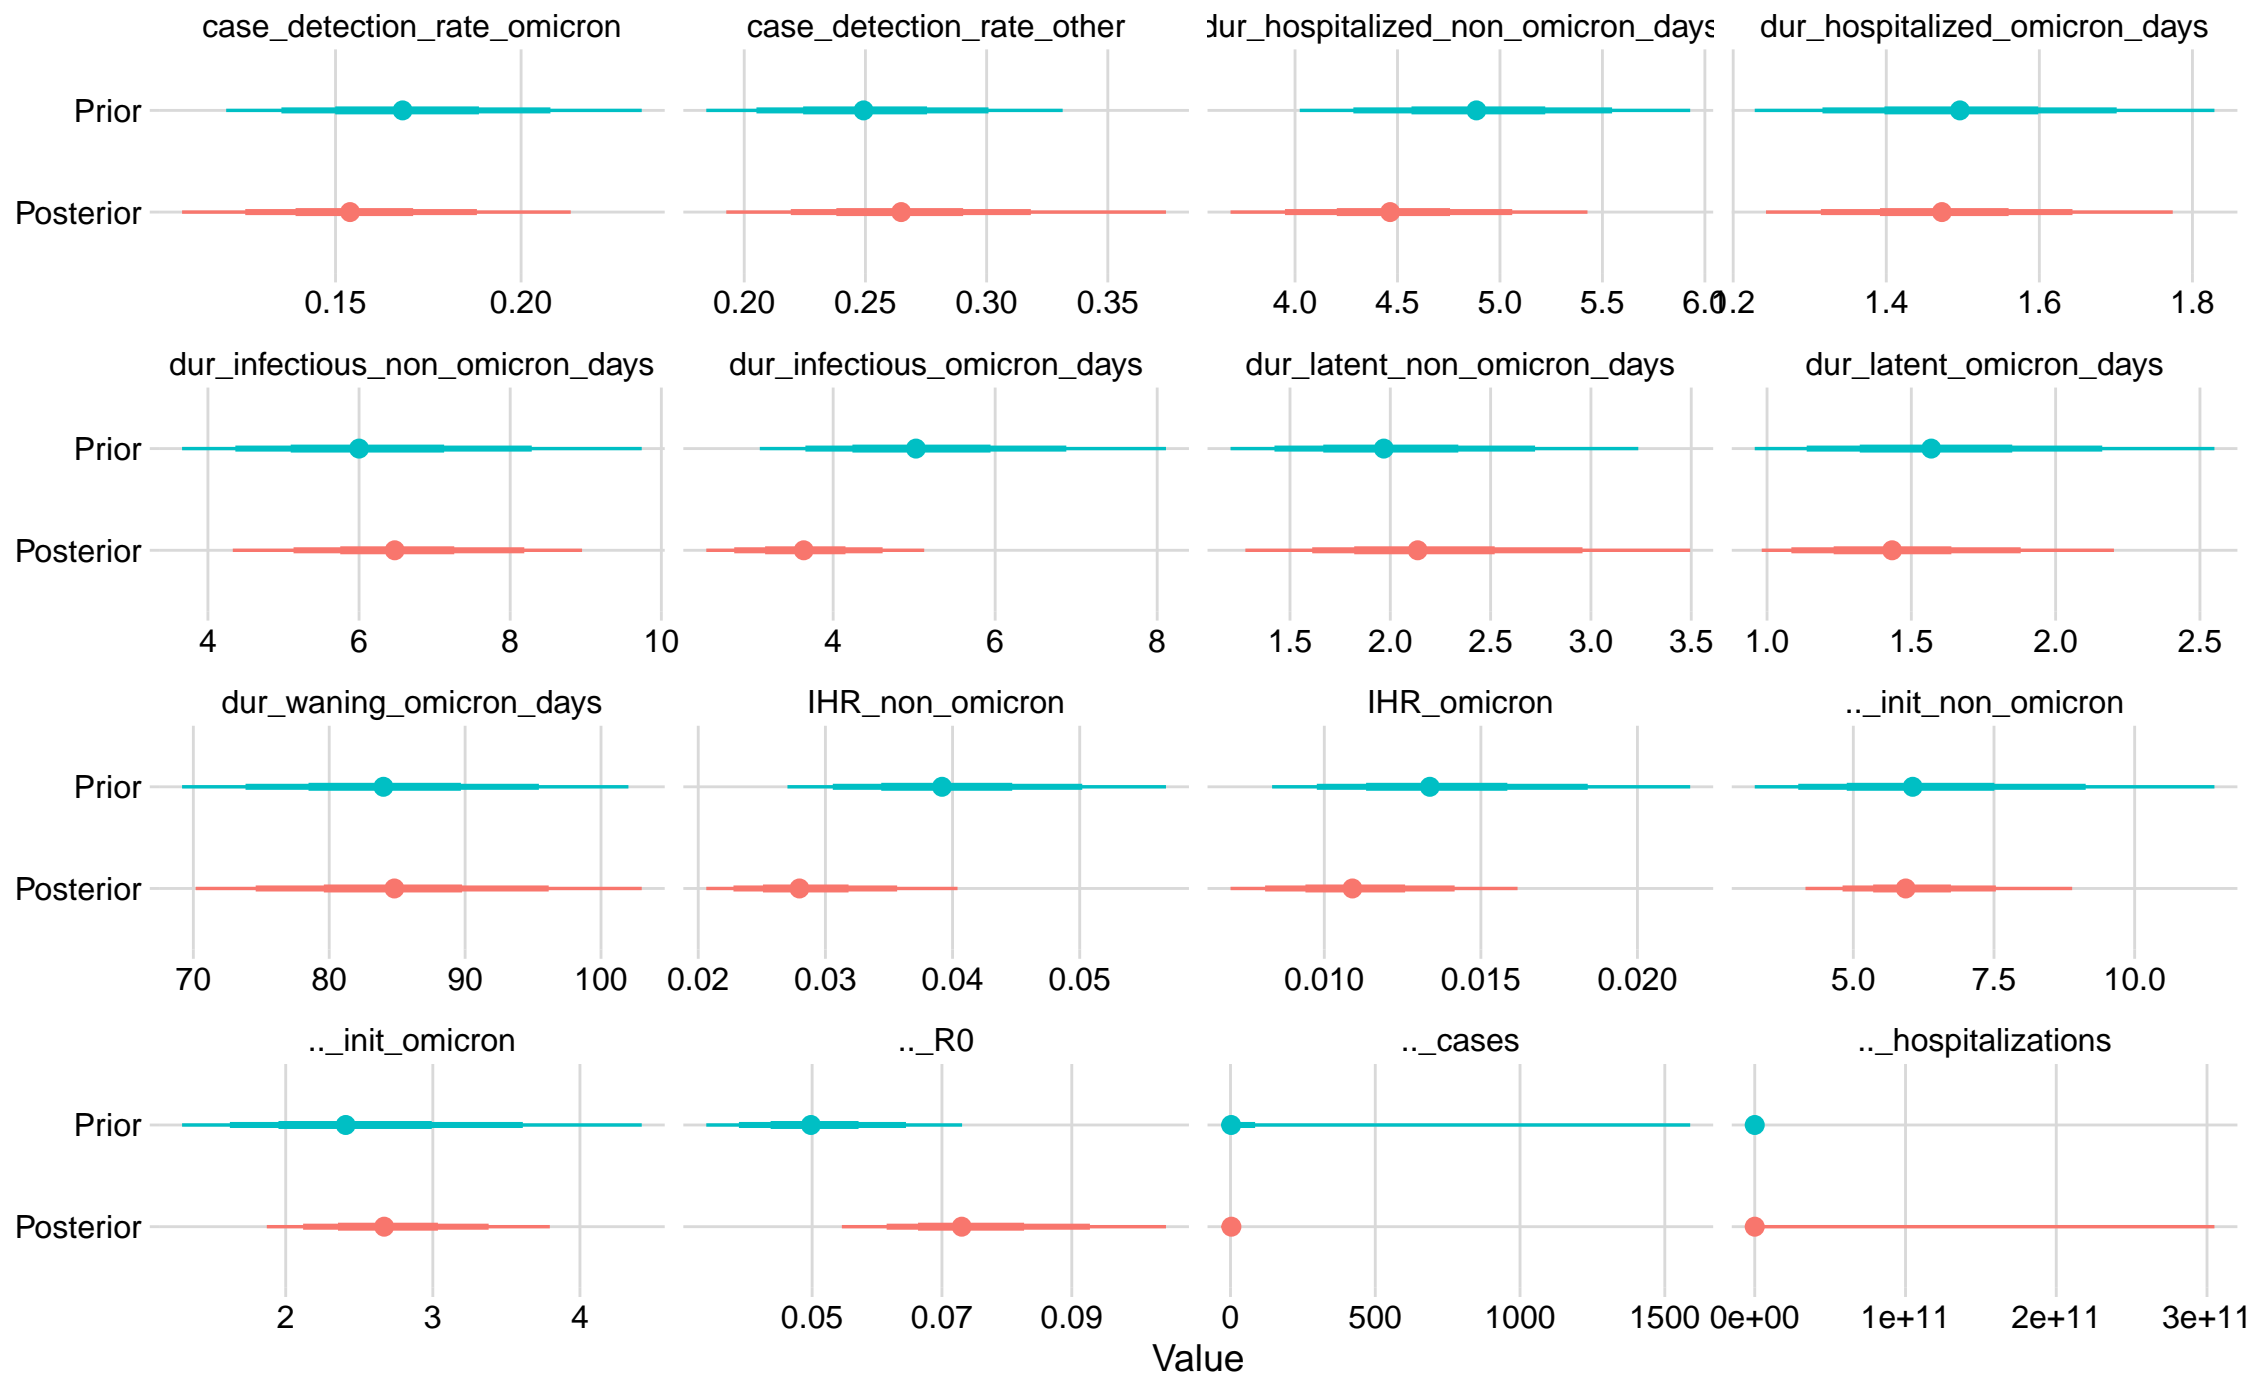 case_detection_rate_omicron case_detection_rate_other dur_hospitalized_non_omicron_days dur_hospitalized_omicron_days
Prior
Posterior
0.15 0.20 0.20 0.25 0.30 0.35 4.0 4.5 5.0 5.5 6.0 1.2 1.4 1.6 1.8
dur_infectious_non_omicron_days dur_infectious_omicron_days dur_latent_non_omicron_days dur_latent_omicron_days
Prior
Posterior
4 6 8 10 4 6 8 1.5 2.0 2.5 3.0 3.5 1.0 1.5 2.0 2.5
dur_waning_omicron_days IHR_non_omicron IHR_omicron .._init_non_omicron
Prior
Posterior
70 80 90 100 0.02 0.03 0.04 0.05 0.010 0.015 0.020 5.0 7.5 10.0
.._init_omicron .._R0 .._cases .._hospitalizations
Prior
Posterior
2 3 4 0.05 0.07 0.09 0 500 1000 1500 0e+00 1e+11 2e+11 3e+11
Value